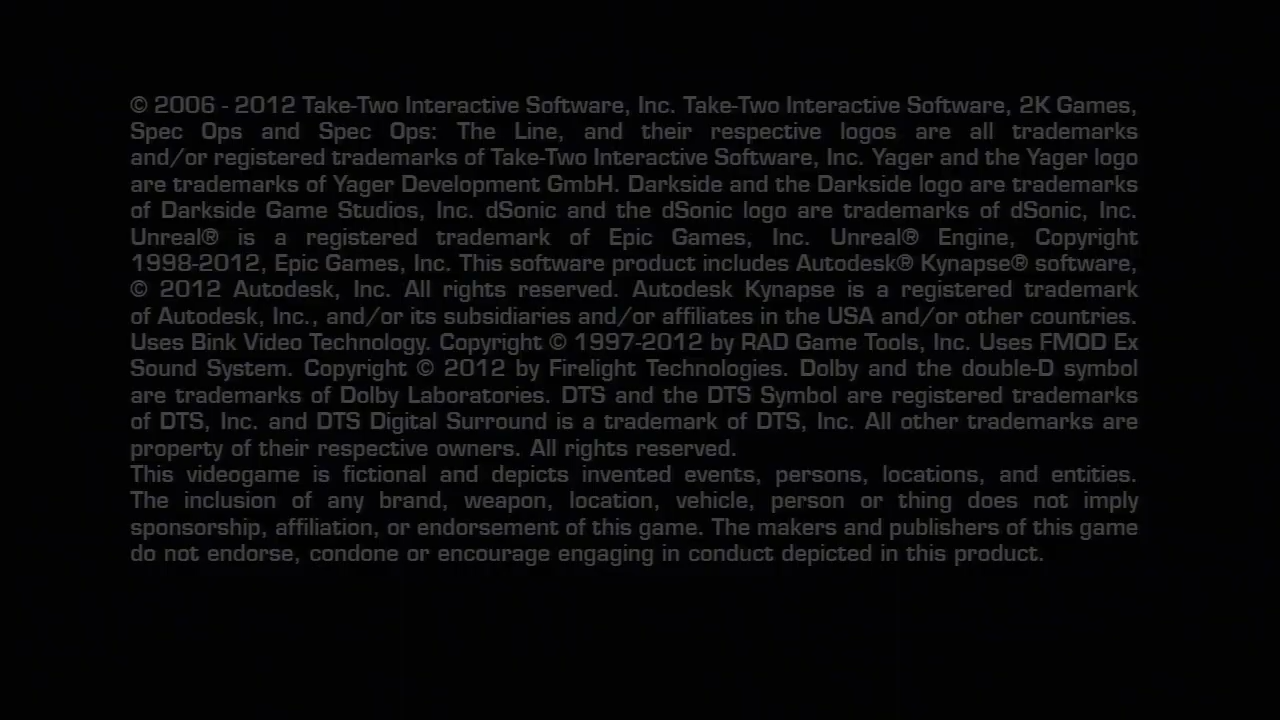 © 2006 - 2012 Take-Two Interactive Software, Inc. Take-Two Interactive Software, 2K Games,
Spec Ops and Spec Ops: The Line, and their respective logos are all trademarks
and/or registered trademarks of Take-Two Interactive Software, Inc. Yager and the Yager logo
are trademarks of Yager Development GmbH. Darkside and the Darkside logo are trademarks
of Darkside Game Studios, Inc. dSonic and the dSonic logo are trademarks of dSonic, Inc.
Unreal® is a registered trademark of Epic Games, Inc. Unreal® Engine, Copyright
1998-2012, Epic Games, Inc. This software product includes Autodesk® Kynapse® software,
© 2012 Autodesk, Inc. All rights reserved. Autodesk Kynapse is a registered trademark
of Autodesk, Inc., and/or its subsidiaries and/or affiliates in the USA and/or other countries.
Uses Bink Video Technology. Copyright © 1997-2012 by RAD Game Tools, Inc. Uses FMOD Ex
Sound System. Copyright © 2012 by Firelight Technologies. Dolby and the double-D symbol
are trademarks of Dolby Laboratories. DTS and the DTS Symbol are registered trademarks
of DTS, Inc. and DTS Digital Surround is a trademark of DTS, Inc. All other trademarks are
property of their respective owners. All rights reserved.
This videogame is fictional and depicts invented events, persons, locations, and entities.
The inclusion of any brand, weapon, location, vehicle, person or thing does not imply
sponsorship, affiliation, or endorsement of this game. The makers and publishers of this game
do not endorse, condone or encourage engaging in conduct depicted in this product.